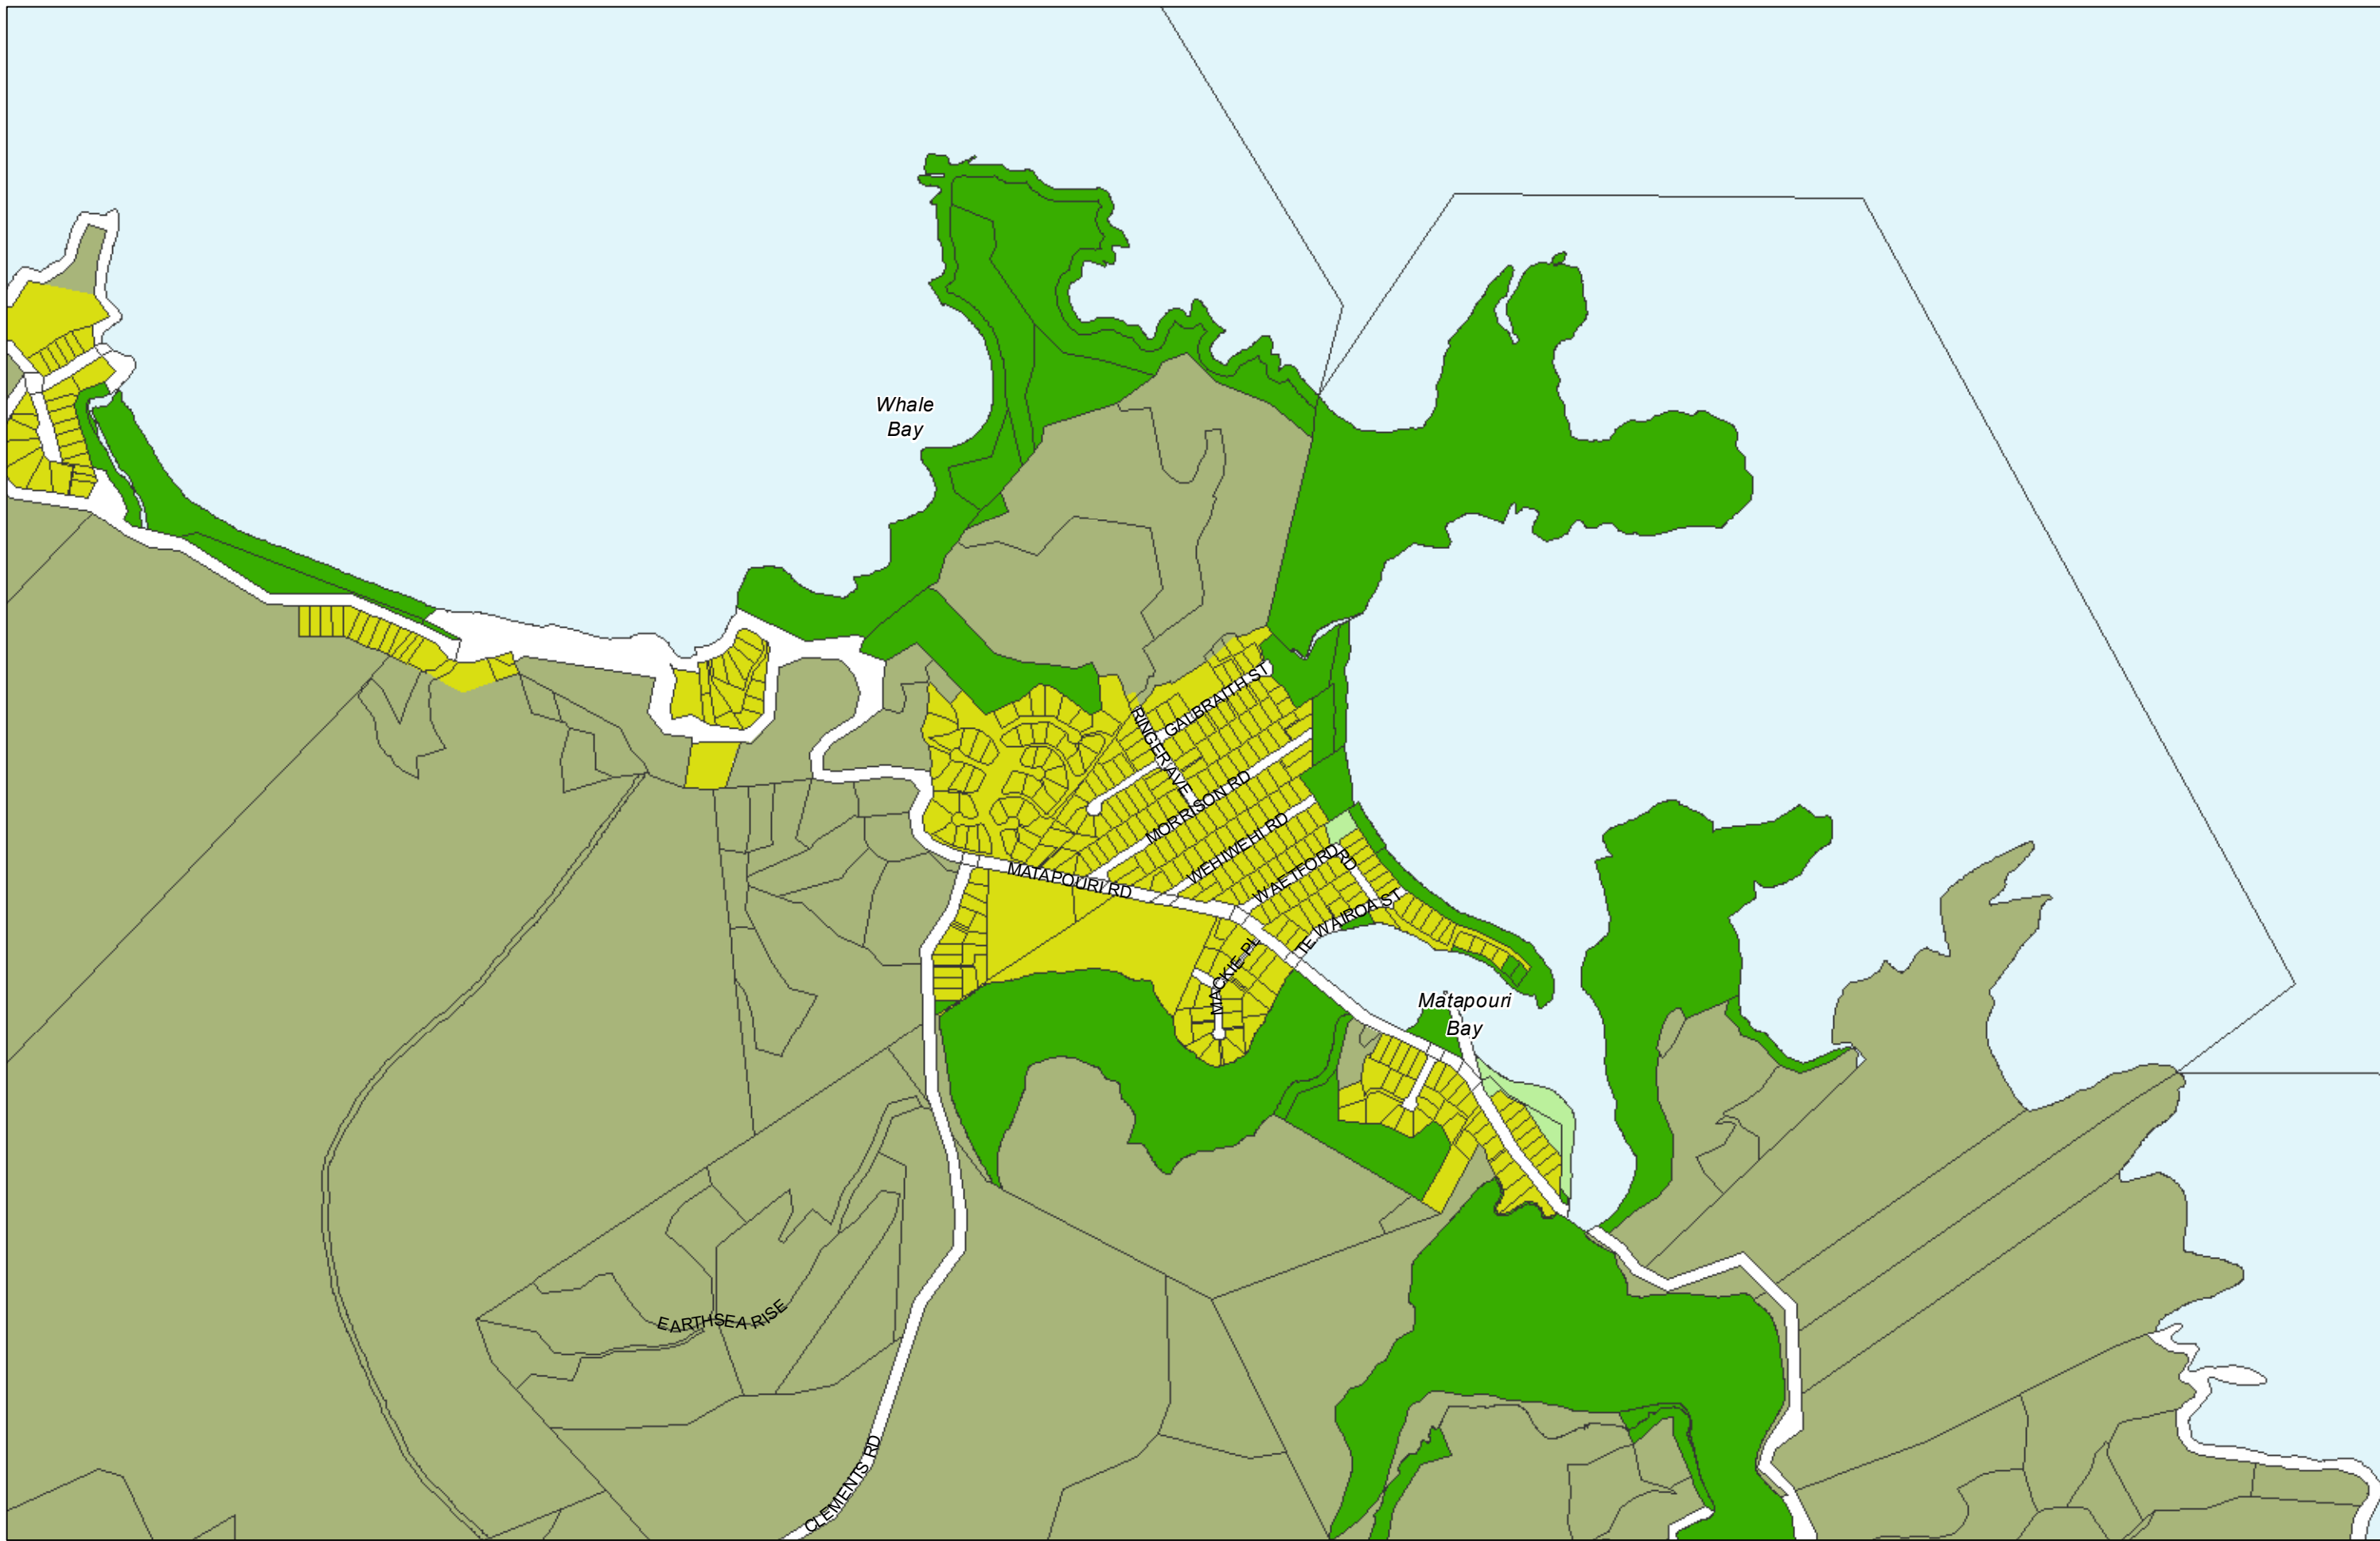 Whale
Bay
GALBRAITH ST
RINGER AVE
MORRISON RD
WEHIWEHI RD
MATAPOURI RD
WAETFORD RD
TE WAIROA ST
MACKIE PL
Matapouri
Bay
EARTHSEA RISE
CLEMENTS RD